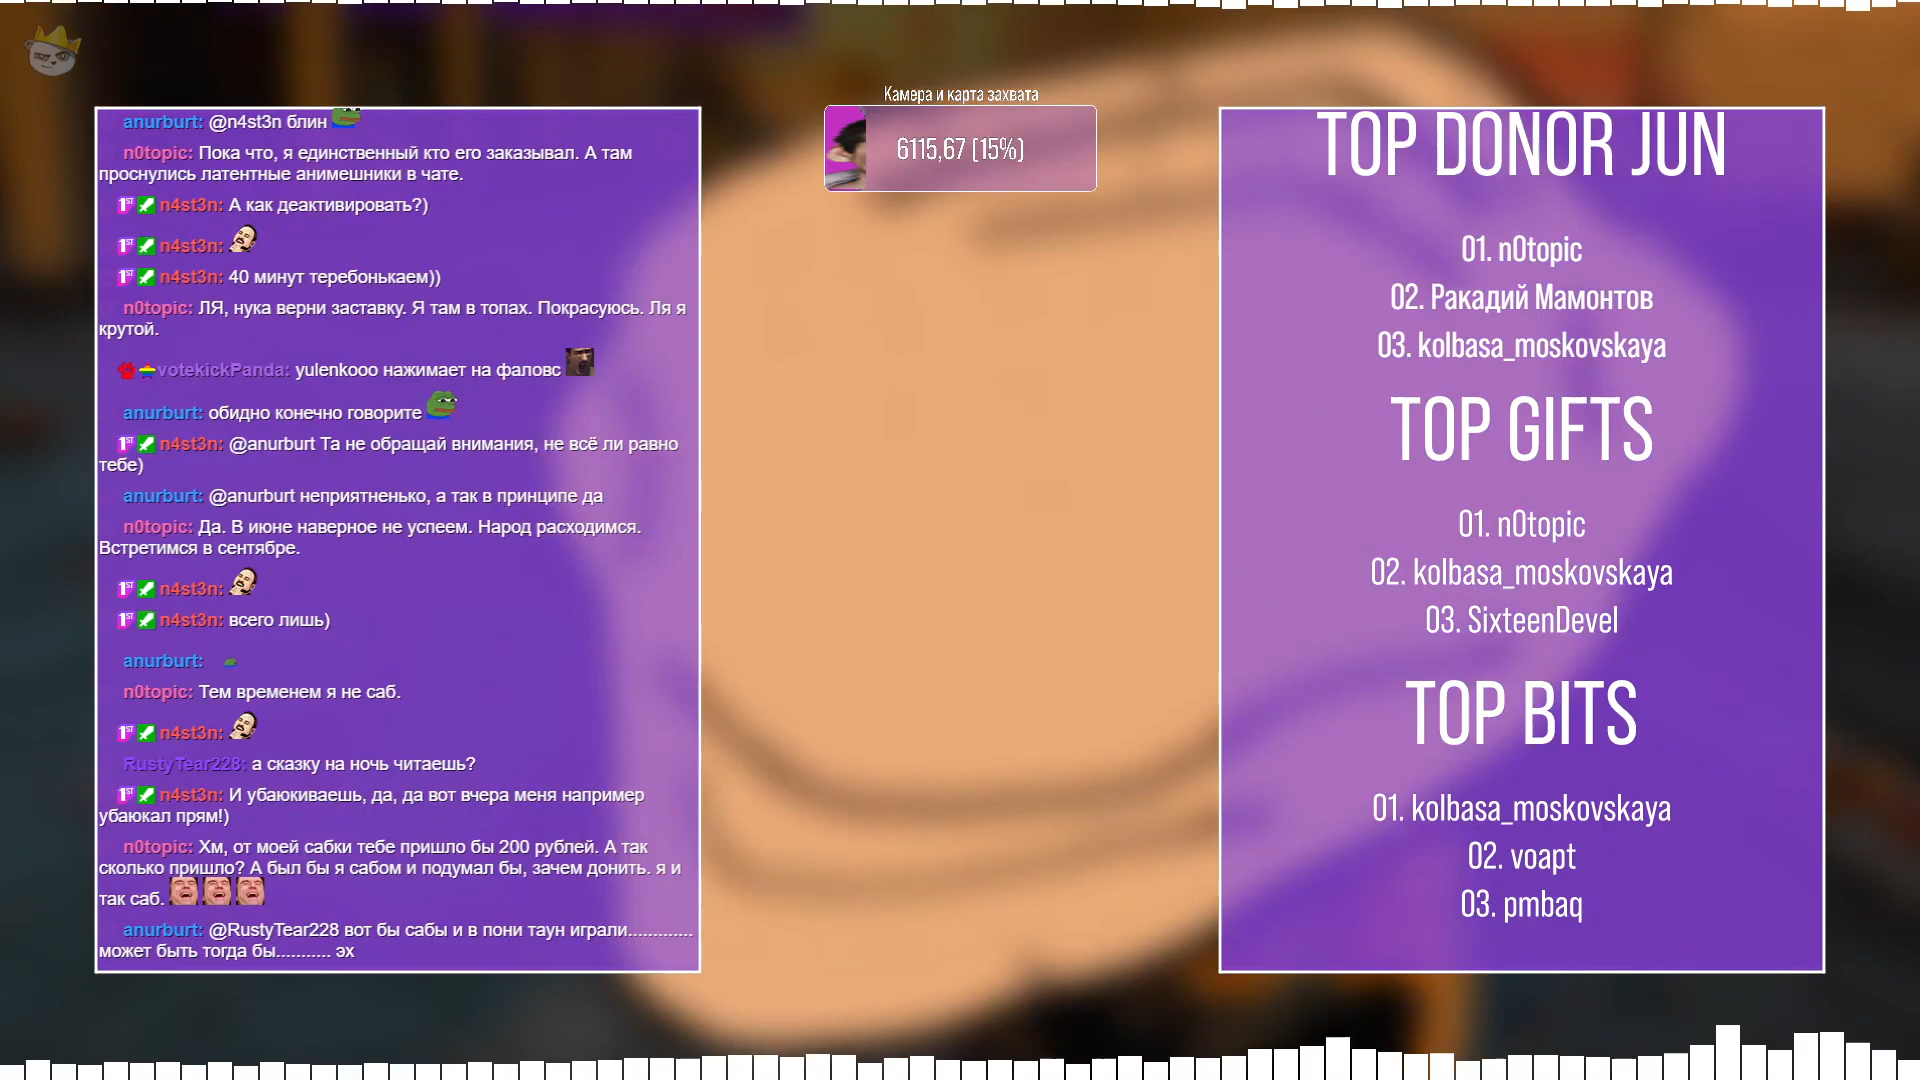 anurburt: @n4st3n блин
n0topic: Пока что, я единственный кто его заказывал. А там
проснулись латентные анимешники в чате.
1ST n4st3n: А как деактивировать?)
1ST n4st3n:
1ST n4st3n: 40 минут теребонькаем))
n0topic: ЛЯ, нука верни заставку. Я там в топах. Покрасуюсь. Ля я
крутой.
votekickPanda: yulenkooo нажимает на фаловс
anurburt: обидно конечно говорите
1ST n4st3n: @anurburt Та не обращай внимания, не всё ли равно
тебе)
anurburt: @anurburt неприятненько, а так в принципе да
n0topic: Да. В июне наверное не успеем. Народ расходимся.
Встретимся в сентябре.
1ST n4st3n:
1ST n4st3n: всего лишь)
anurburt:
n0topic: Тем временем я не саб.
1ST n4st3n:
RustyTear228: а сказку на ночь читаешь?
1ST n4st3n: И убаюкиваешь, да, да вот вчера меня например
убаюкал прям!)
n0topic: Хм, от моей сабки тебе пришло бы 200 рублей. А так
сколько пришло? А был бы я сабом и подумал бы, зачем донить. я и
так саб.
anurburt: @RustyTear228 вот бы сабы и в пони таун играли.............
может быть тогда бы........... эх
Камера и карта захвата
6115,67 (15%)
TOP DONOR JUN
01. n0topic
02. Ракадий Мамонтов
03. kolbasa_moskovskaya
TOP GIFTS
01. n0topic
02. kolbasa_moskovskaya
03. SixteenDevel
TOP BITS
01. kolbasa_moskovskaya
02. voapt
03. pmbaq